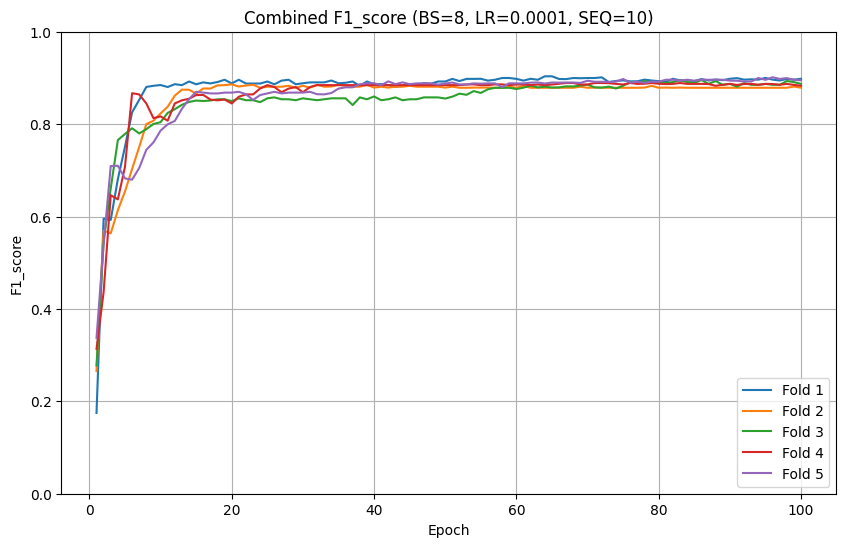 Combined F1_score (BS=8, LR=0.0001, SEQ=10)
1.0
0.8
0.6
0.4
0.2
0.0
F1_score
0 20 40 60 80 100
Epoch
Fold 1
Fold 2
Fold 3
Fold 4
Fold 5